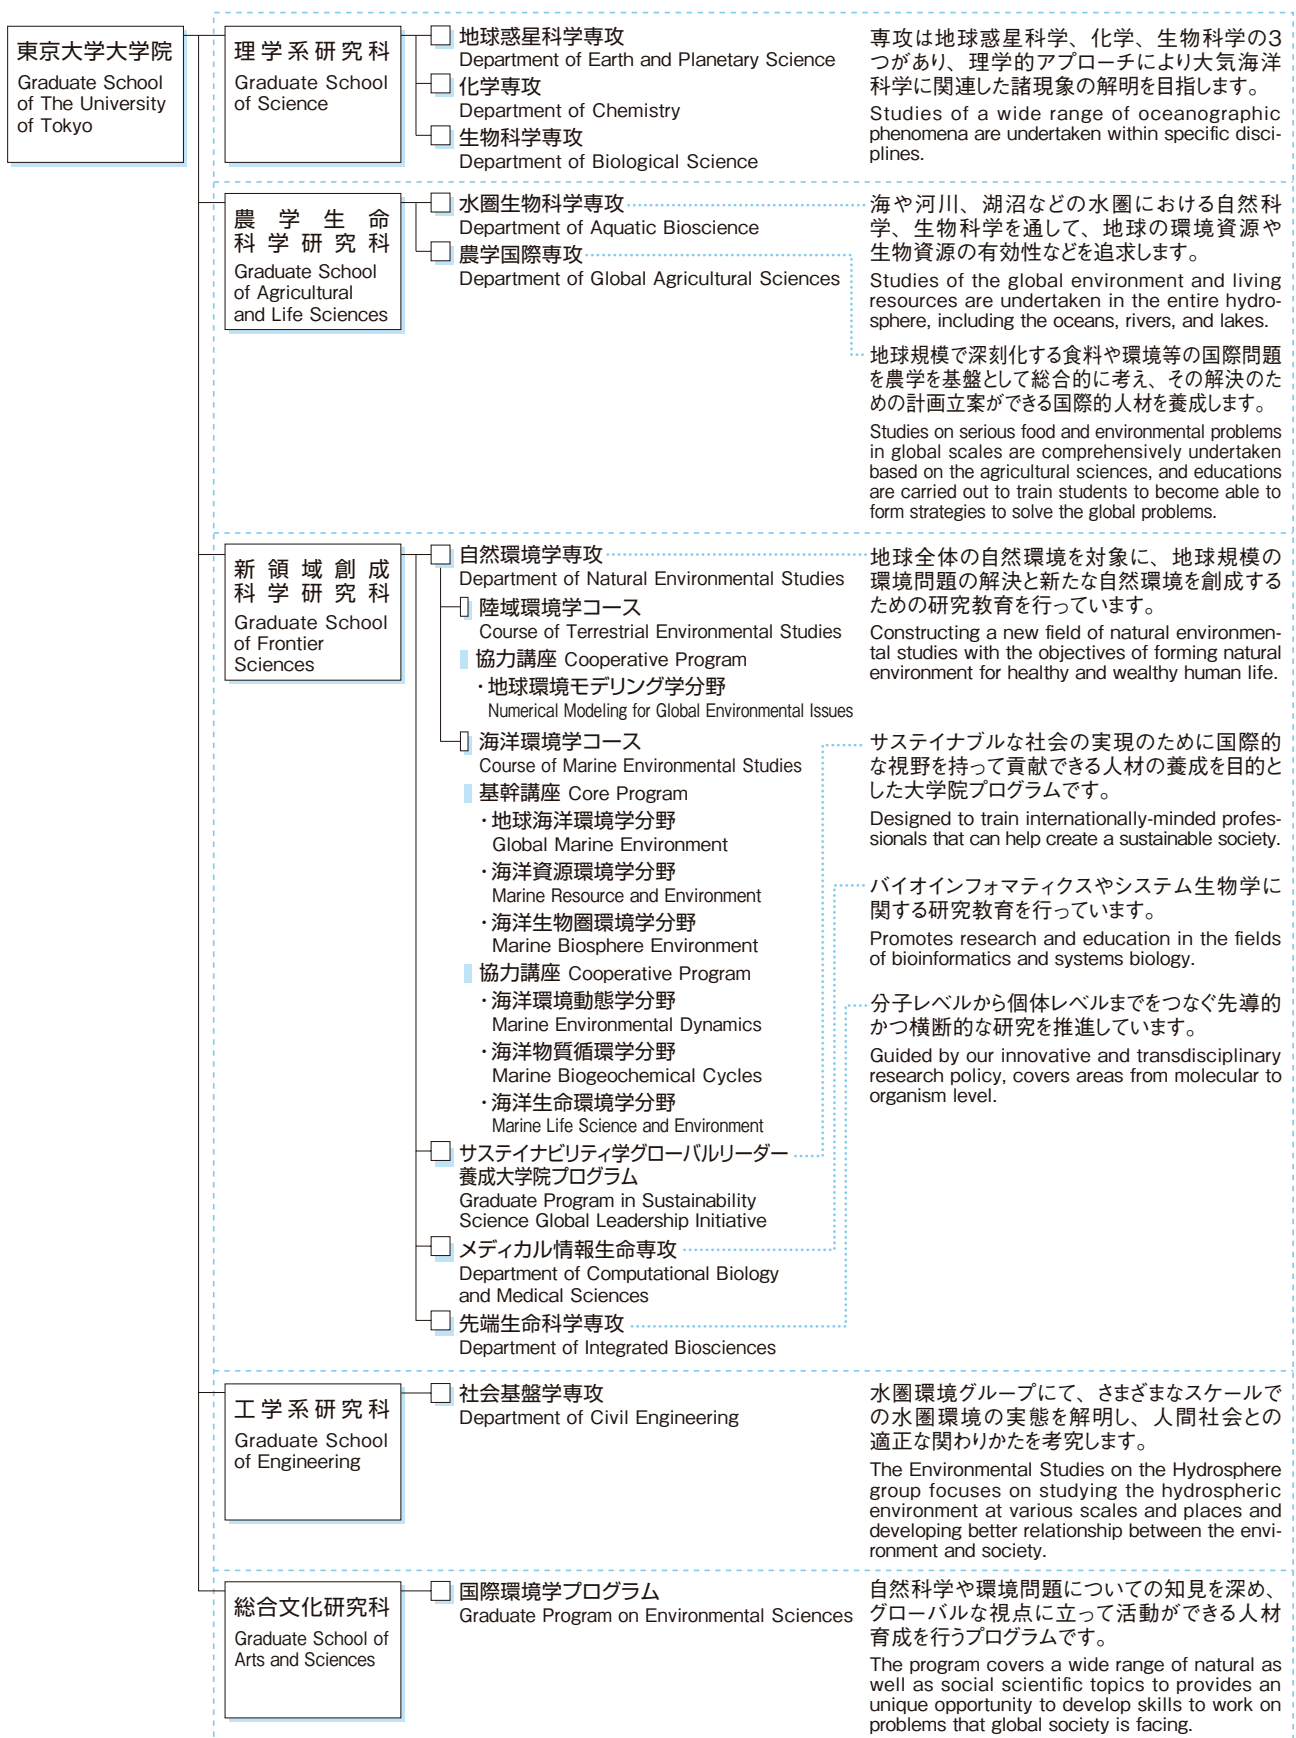 東京大学大学院
Graduate School
of The University
of Tokyo
理学系研究科
Graduate School
of Science
地球惑星科学専攻
Department of Earth and Planetary Science
化学専攻
Department of Chemistry
生物科学専攻
Department of Biological Science
専攻は地球惑星科学、化学、生物科学の3
つがあり、理学的アプローチにより大気海洋
科学に関連した諸現象の解明を目指します。
Studies of a wide range of oceanographic
phenomena are undertaken within specific disci-
plines.
農学生命
科学研究科
Graduate School
of Agricultural
and Life Sciences
水圏生物科学専攻
Department of Aquatic Bioscience
農学国際専攻
Department of Global Agricultural Sciences
海や河川、湖沼などの水圏における自然科
学、生物科学を通して、地球の環境資源や
生物資源の有効性などを追求します。
Studies of the global environment and living
resources are undertaken in the entire hydro-
sphere, including the oceans, rivers, and lakes.
地球規模で深刻化する食料や環境等の国際問題
を農学を基盤として総合的に考え、その解決のた
めの計画立案ができる国際的人材を養成します。
Studies on serious food and environmental problems
in global scales are comprehensively undertaken
based on the agricultural sciences, and educations
are carried out to train students to become able to
form strategies to solve the global problems.
新領域創成
科学研究科
Graduate School
of Frontier
Sciences
自然環境学専攻
Department of Natural Environmental Studies
陸域環境学コース
Course of Terrestrial Environmental Studies
協力講座 Cooperative Program
・地球環境モデリング学分野
Numerical Modeling for Global Environmental Issues
海洋環境学コース
Course of Marine Environmental Studies
基幹講座 Core Program
・地球海洋環境学分野
Global Marine Environment
・海洋資源環境学分野
Marine Resource and Environment
・海洋生物圏環境学分野
Marine Biosphere Environment
協力講座 Cooperative Program
・海洋環境動態学分野
Marine Environmental Dynamics
・海洋物質循環学分野
Marine Biogeochemical Cycles
・海洋生命環境学分野
Marine Life Science and Environment
サステイナビリティ学グローバルリーダー
養成大学院プログラム
Graduate Program in Sustainability
Science Global Leadership Initiative
メディカル情報生命専攻
Department of Computational Biology
and Medical Sciences
先端生命科学専攻
Department of Integrated Biosciences
地球全体の自然環境を対象に、地球規模の
環境問題の解決と新たな自然環境を創成する
ための研究教育を行っています。
Constructing a new field of natural environmen-
tal studies with the objectives of forming natural
environment for healthy and wealthy human life.
サステイナブルな社会の実現のために国際的
な視野を持って貢献できる人材の養成を目的と
した大学院プログラムです。
Designed to train internationally-minded profes-
sionals that can help create a sustainable society.
バイオインフォマティクスやシステム生物学に
関する研究教育を行っています。
Promotes research and education in the fields
of bioinformatics and systems biology.
分子レベルから個体レベルまでをつなぐ先導的
かつ横断的な研究を推進しています。
Guided by our innovative and transdisciplinary
research policy, covers areas from molecular to
organism level.
工学系研究科
Graduate School
of Engineering
社会基盤学専攻
Department of Civil Engineering
水圏環境グループにて、さまざまなスケールで
の水圏環境の実態を解明し、人間社会との
適正な関わりかたを考究します。
The Environmental Studies on the Hydrosphere
group focuses on studying the hydrospheric
environment at various scales and places and
developing better relationship between the envi-
ronment and society.
総合文化研究科
Graduate School of
Arts and Sciences
国際環境学プログラム
Graduate Program on Environmental Sciences
自然科学や環境問題についての知見を深め、
グローバルな視点に立って活動ができる人材
育成を行うプログラムです。
The program covers a wide range of natural as
well as social scientific topics to provides an
unique opportunity to develop skills to work on
problems that global society is facing.